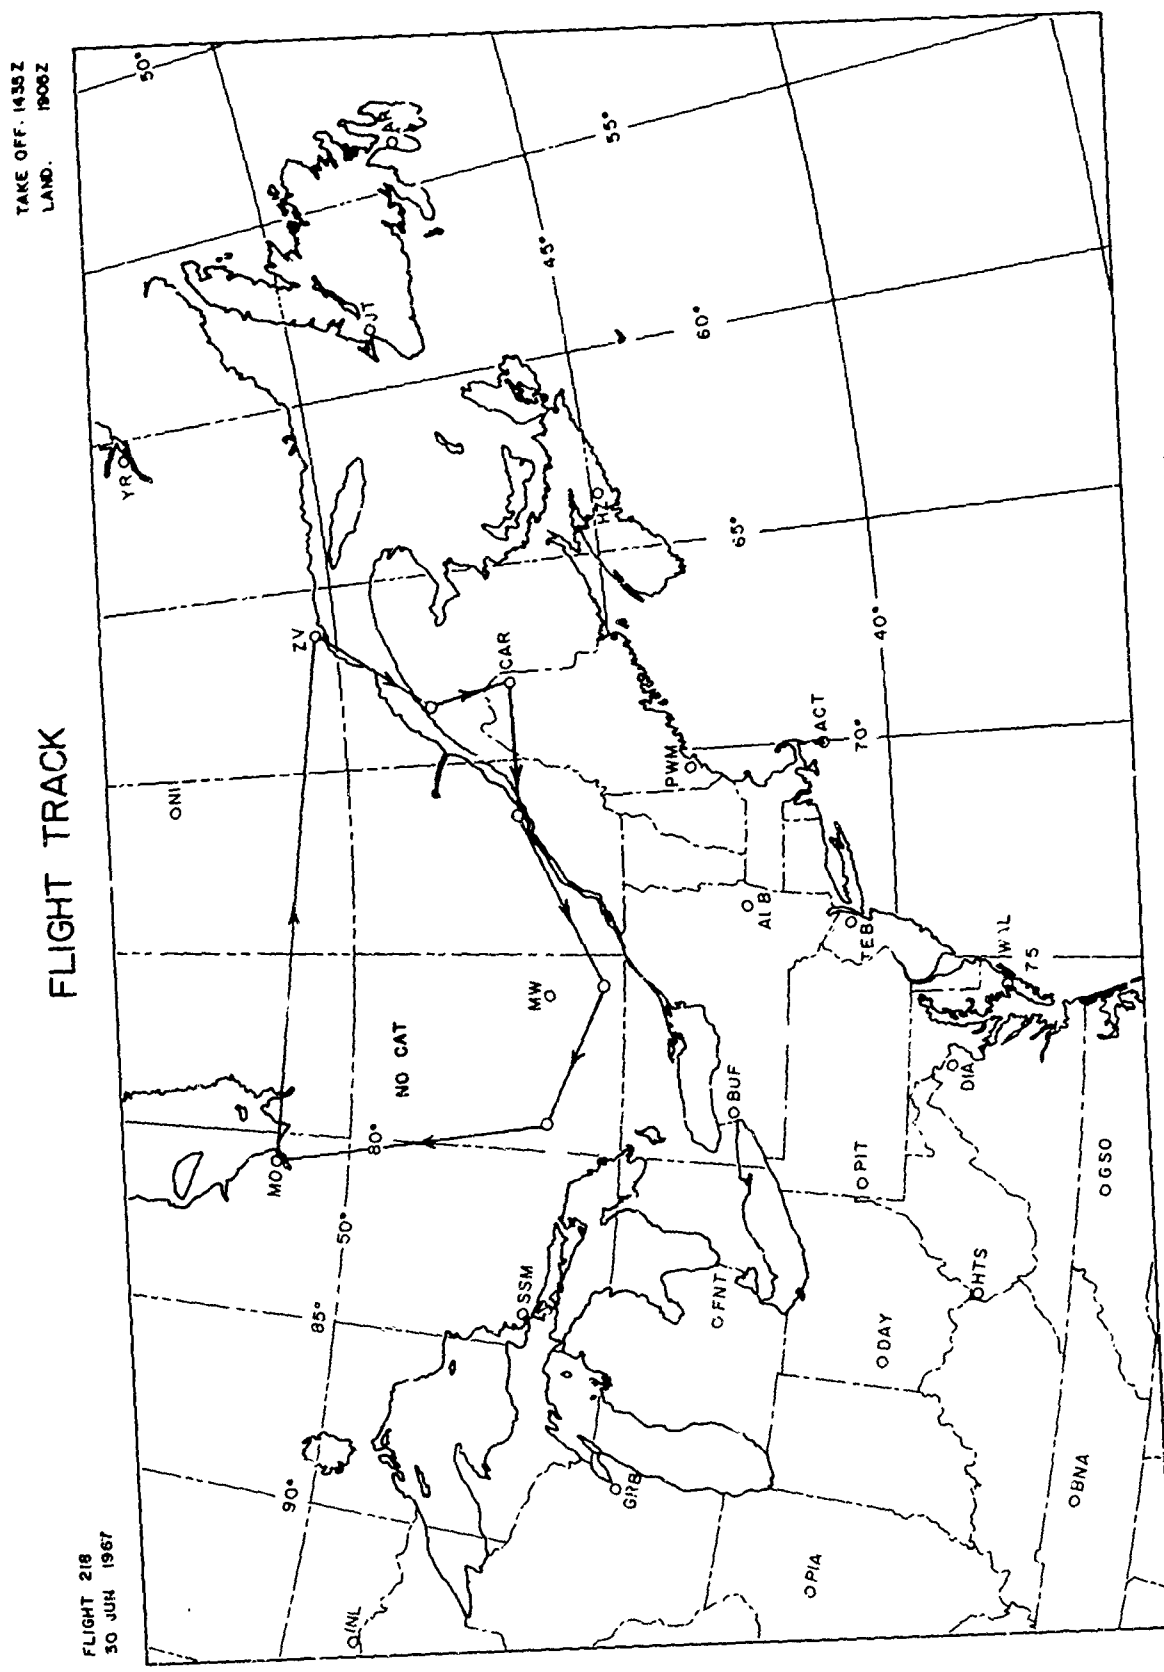 FLIGHT TRACK
FLIGHT 218
30 JUN 1967
TAKE OFF. 1435Z
LAND. 1906Z
50°
YR
OJT
AR
55°
NI
ZV
45°
60°
MO
NO CAT
CAR
HZ
65°
80°
50°
MW
PWM
40°
85°
SSM
ACT
70°
90°
BUF
ALB
TEB
INL
GRB
FNT
PIT
WAL
75
DIA
DAY
HTS
GSO
PIA
BNA